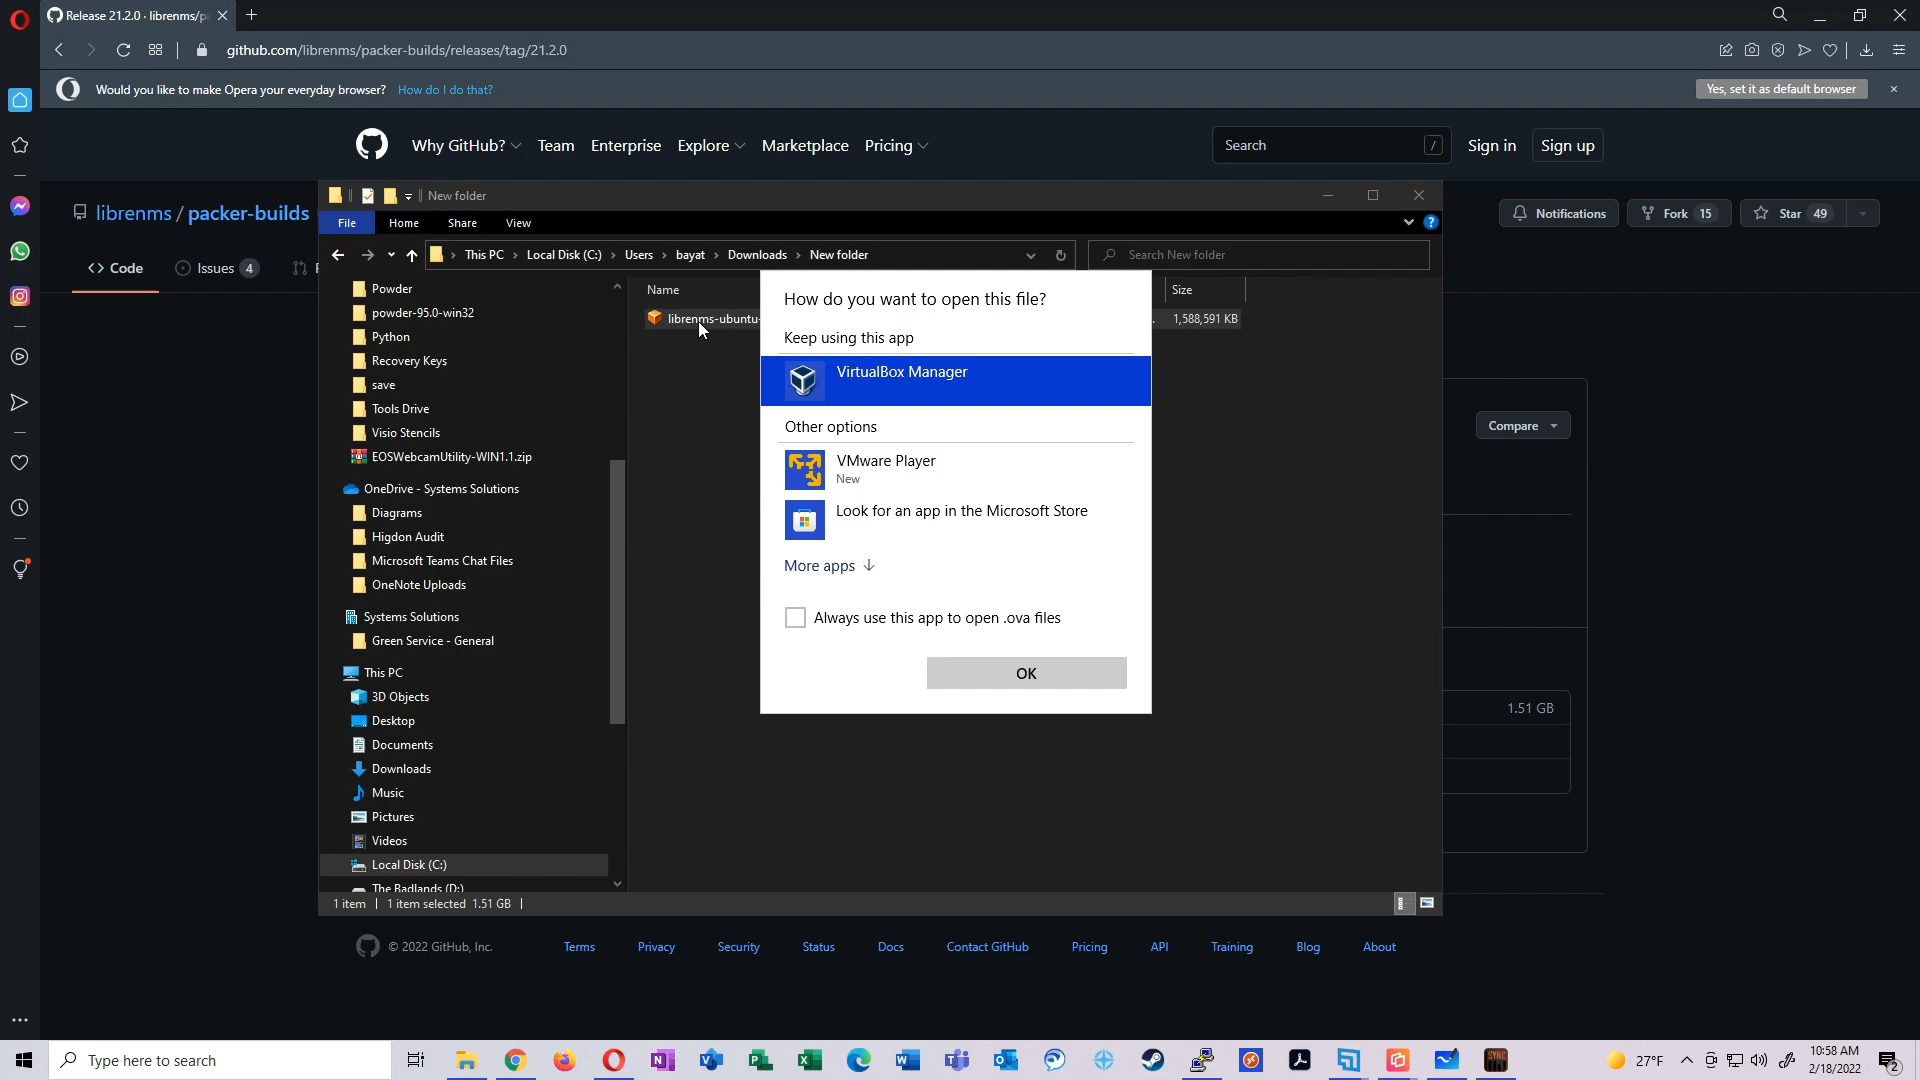 Release 21.2.0 · librenms/p
github.com/librenms/packer-builds/releases/tag/21.2.0
Would you like to make Opera your everyday browser? How do I do that?
Yes, set it as default browser
Why GitHub?
Team
Enterprise
Explore
Marketplace
Pricing
Search
/
Sign in
Sign up
librenms / packer-builds
Notifications
Fork 15
Star 49
Code
Issues 4
New folder
File
Home
Share
View
?
This PC > Local Disk (C:) > Users > bayat > Downloads > New folder
Search New folder
Name
Size
librenms-ubuntu-
1,588,591 KB
Powder
powder-95.0-win32
Python
Recovery Keys
save
Tools Drive
Visio Stencils
EOSWebcamUtility-WIN1.1.zip
OneDrive - Systems Solutions
Diagrams
Higdon Audit
Microsoft Teams Chat Files
OneNote Uploads
Systems Solutions
Green Service - General
This PC
3D Objects
Desktop
Documents
Downloads
Music
Pictures
Videos
Local Disk (C:)
The Badlands (D:)
1 item
1 item selected 1.51 GB
How do you want to open this file?
Keep using this app
VirtualBox Manager
Other options
VMware Player
New
Look for an app in the Microsoft Store
More apps
Always use this app to open .ova files
OK
Compare
1.51 GB
© 2022 GitHub, Inc.
Terms
Privacy
Security
Status
Docs
Contact GitHub
Pricing
API
Training
Blog
About
Type here to search
SYNC
27°F
10:58 AM
2/18/2022
2